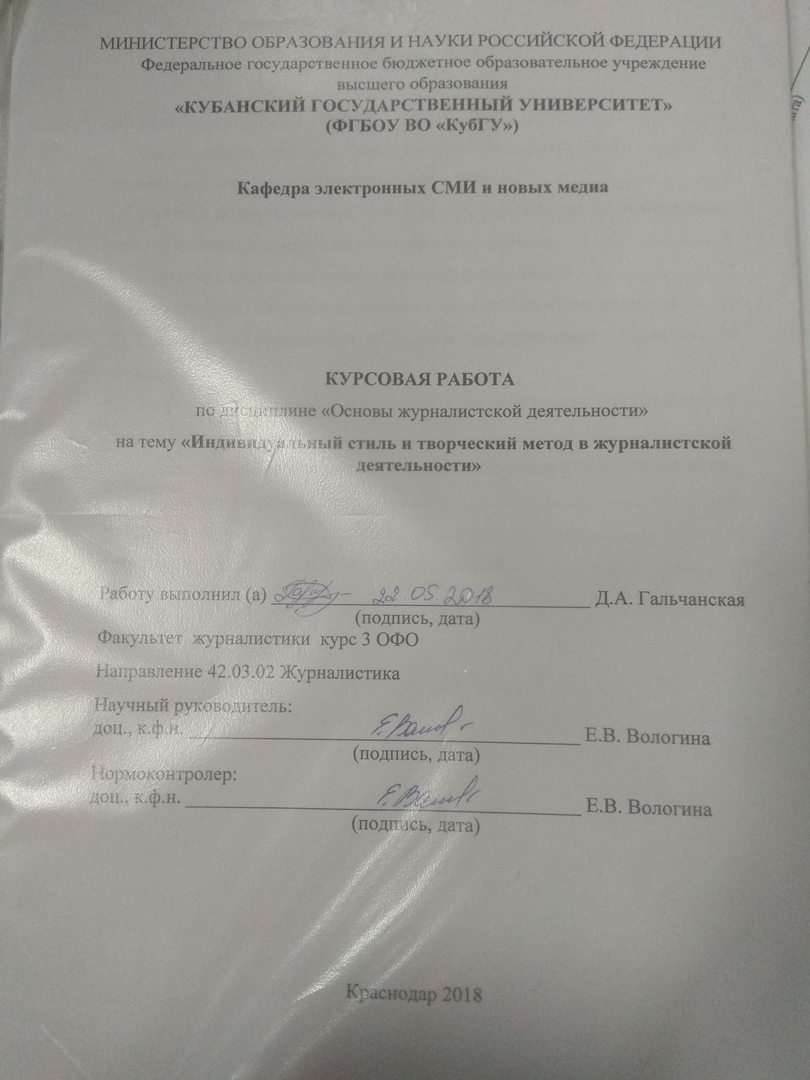 МИНИСТЕРСТВО ОБРАЗОВАНИЯ И НАУКИ РОССИЙСКОЙ ФЕДЕРАЦИИ
Федеральное государственное бюджетное образовательное учреждение
высшего образования
«КУБАНСКИЙ ГОСУДАРСТВЕННЫЙ УНИВЕРСИТЕТ»
(ФГБОУ ВО «КубГУ»)
Кафедра электронных СМИ и новых медиа
КУРСОВАЯ РАБОТА
по дисциплине «Основы журналистской деятельности»
на тему «Индивидуальный стиль и творческий метод в журналистской
деятельности»
Работу выполнил (а) 22 05 2018 Д.А. Гальчанская
(подпись, дата)
Факультет журналистики курс 3 ОФО
Направление 42.03.02 Журналистика
Научный руководитель:
доц., к.ф.н. Е.В. Вологина
(подпись, дата)
Нормоконтролер:
доц., к.ф.н. Е.В. Вологина
(подпись, дата)
Краснодар 2018